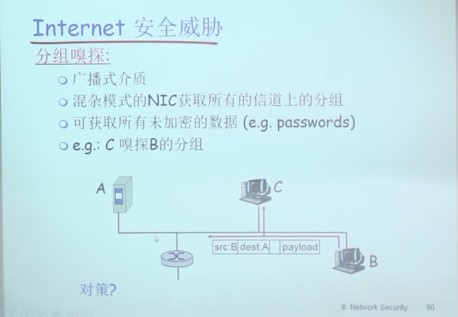 Internet 安全威胁
分组嗅探:
广播式介质
混杂模式的NIC获取所有的信道上的分组
可获取所有未加密的数据 (e.g. passwords)
e.g.: C 嗅探B的分组
A
C
src:B dest:A payload
B
对策?
8: Network Security 90